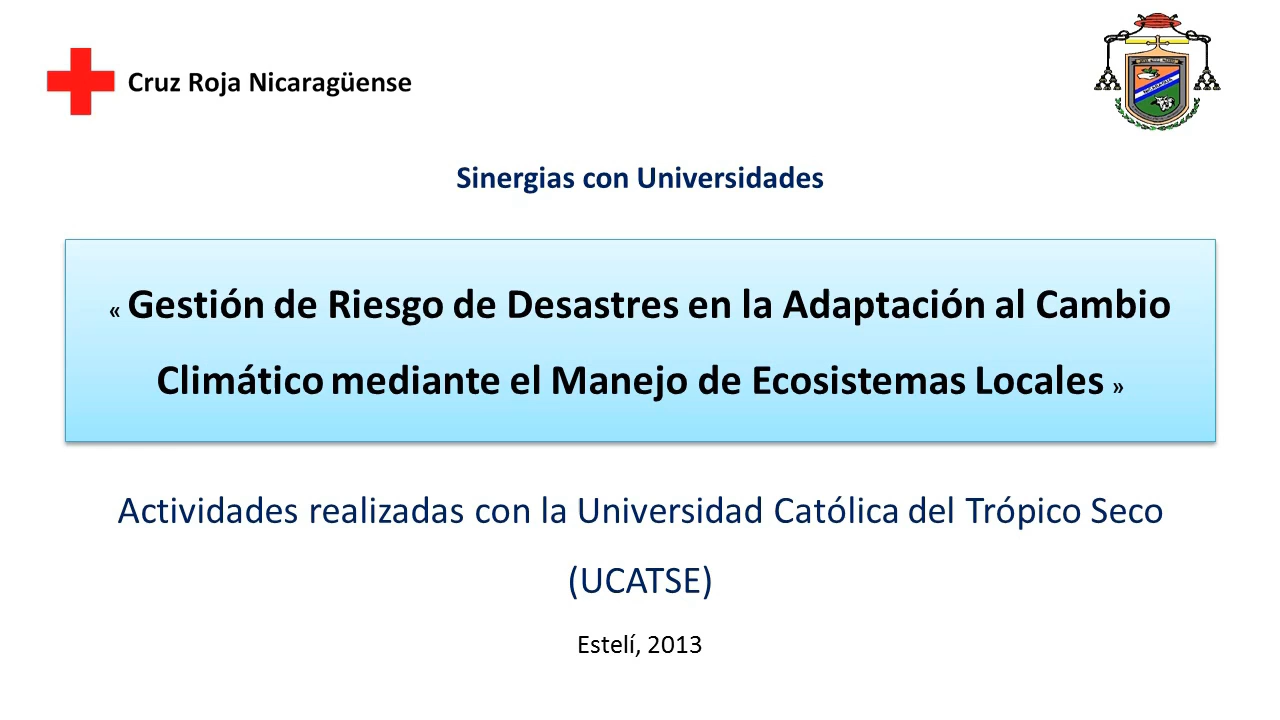 Cruz Roja Nicaragüense
Sinergias con Universidades
« Gestión de Riesgo de Desastres en la Adaptación al Cambio
Climático mediante el Manejo de Ecosistemas Locales »
Actividades realizadas con la Universidad Católica del Trópico Seco
(UCATSE)
Estelí, 2013